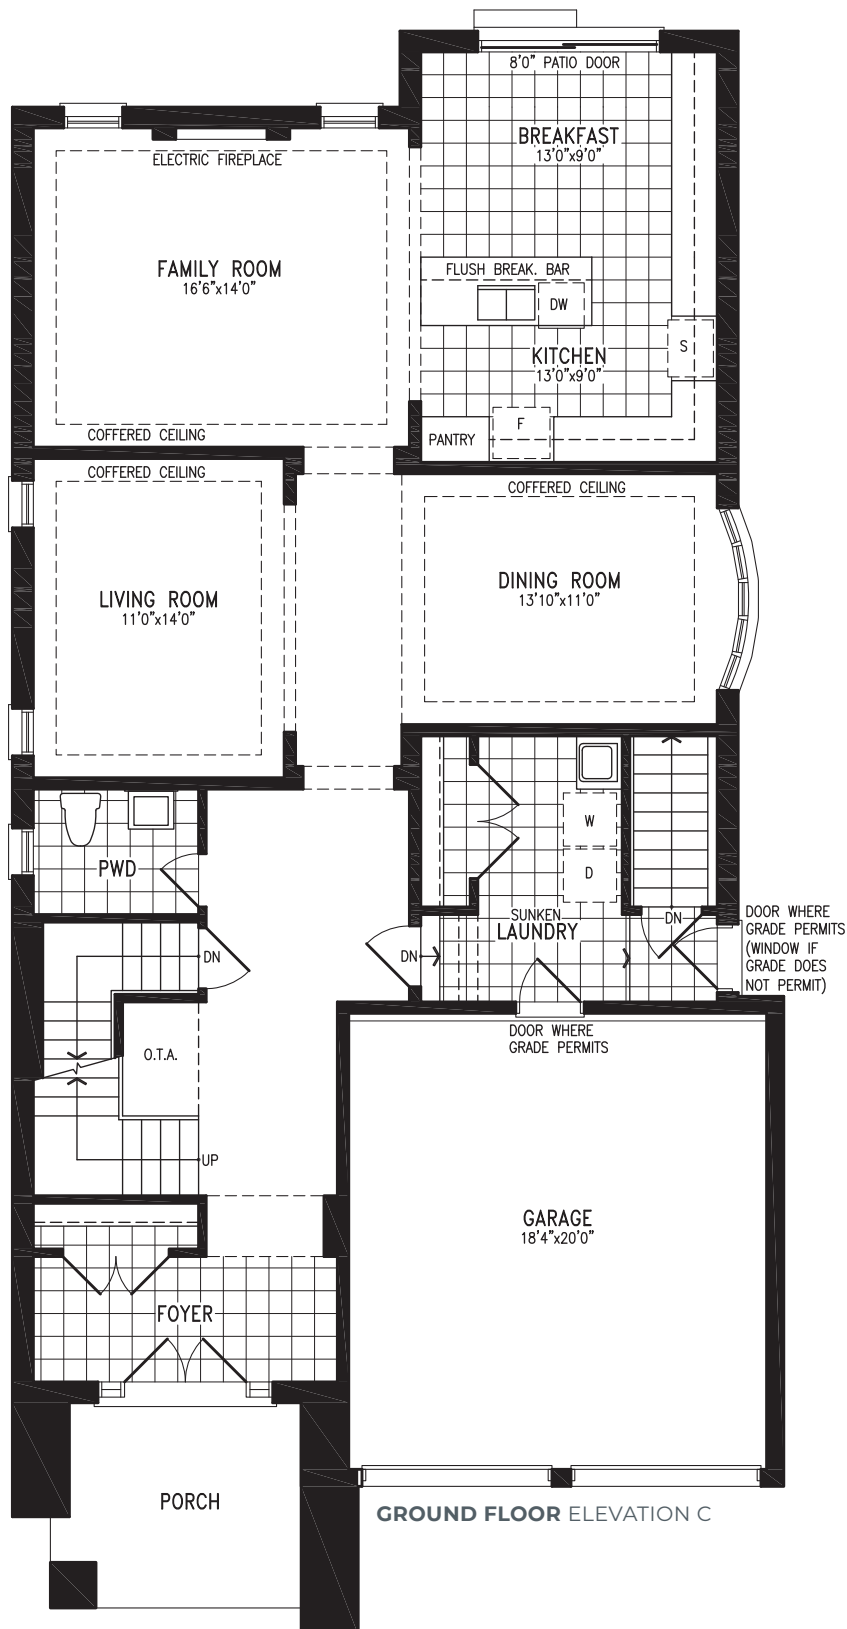 8'0" PATIO DOOR
BREAKFAST
13'0"x9'0"
ELECTRIC FIREPLACE
FAMILY ROOM
16'6"x14'0"
FLUSH BREAK. BAR
DW
S
KITCHEN
13'0"x9'0"
F
PANTRY
COFFERED CEILING
COFFERED CEILING
COFFERED CEILING
LIVING ROOM
11'0"x14'0"
DINING ROOM
13'10"x11'0"
W
D
PWD
SUNKEN
LAUNDRY
DN
DN
DN
DOOR WHERE
GRADE PERMITS
(WINDOW IF
GRADE DOES
NOT PERMIT)
DOOR WHERE
GRADE PERMITS
O.T.A.
UP
GARAGE
18'4"x20'0"
FOYER
PORCH
GROUND FLOOR ELEVATION C